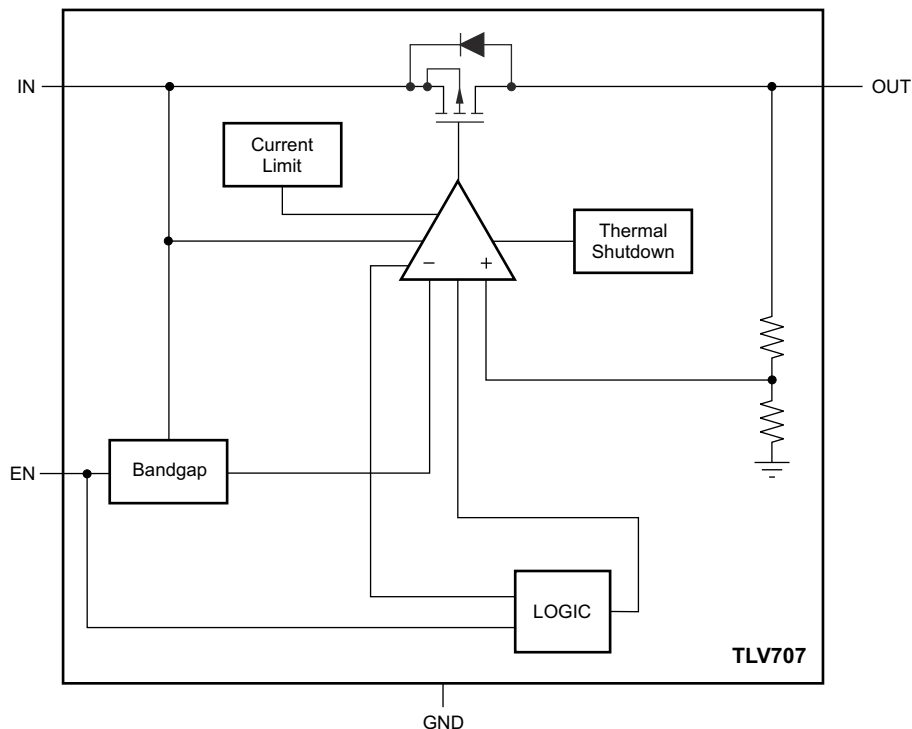 IN
OUT
Current
Limit
Thermal
Shutdown
−
+
EN
Bandgap
LOGIC
TLV707
GND